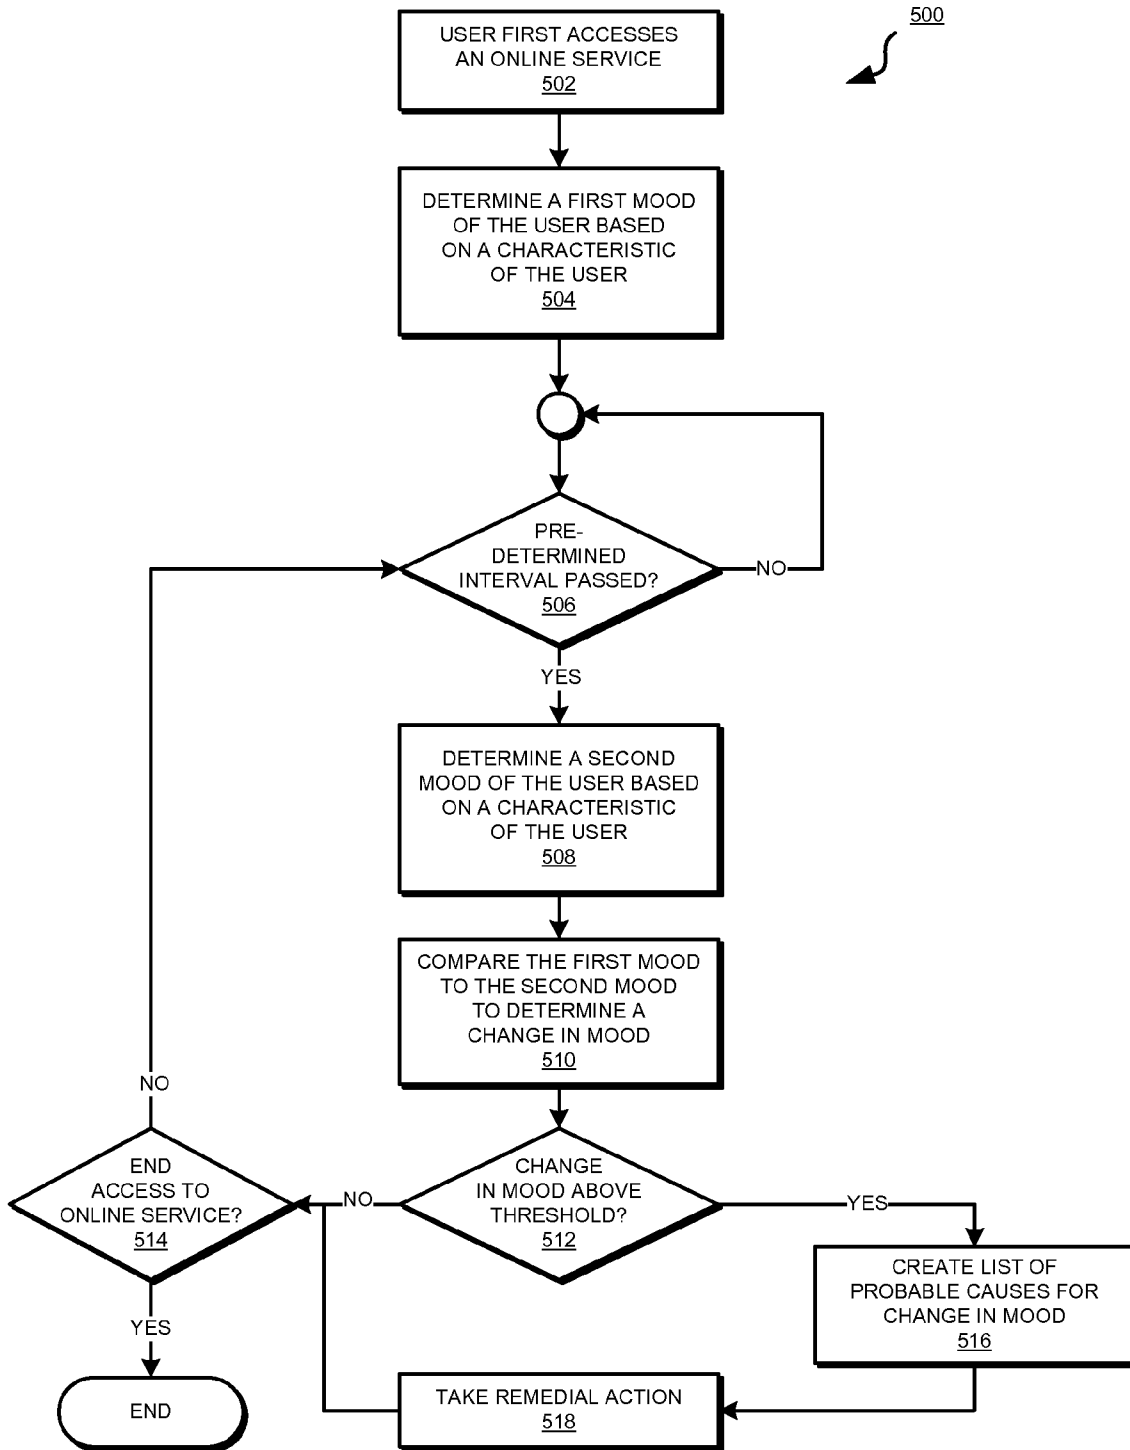 500
USER FIRST ACCESSES
AN ONLINE SERVICE
502
DETERMINE A FIRST MOOD
OF THE USER BASED
ON A CHARACTERISTIC
OF THE USER
504
PRE-
DETERMINED
INTERVAL PASSED?
506
NO
YES
DETERMINE A SECOND
MOOD OF THE USER BASED
ON A CHARACTERISTIC
OF THE USER
508
COMPARE THE FIRST MOOD
TO THE SECOND MOOD
TO DETERMINE A
CHANGE IN MOOD
510
CHANGE
IN MOOD ABOVE
THRESHOLD?
512
NO
YES
END
ACCESS TO
ONLINE SERVICE?
514
NO
YES
CREATE LIST OF
PROBABLE CAUSES FOR
CHANGE IN MOOD
516
TAKE REMEDIAL ACTION
518
END